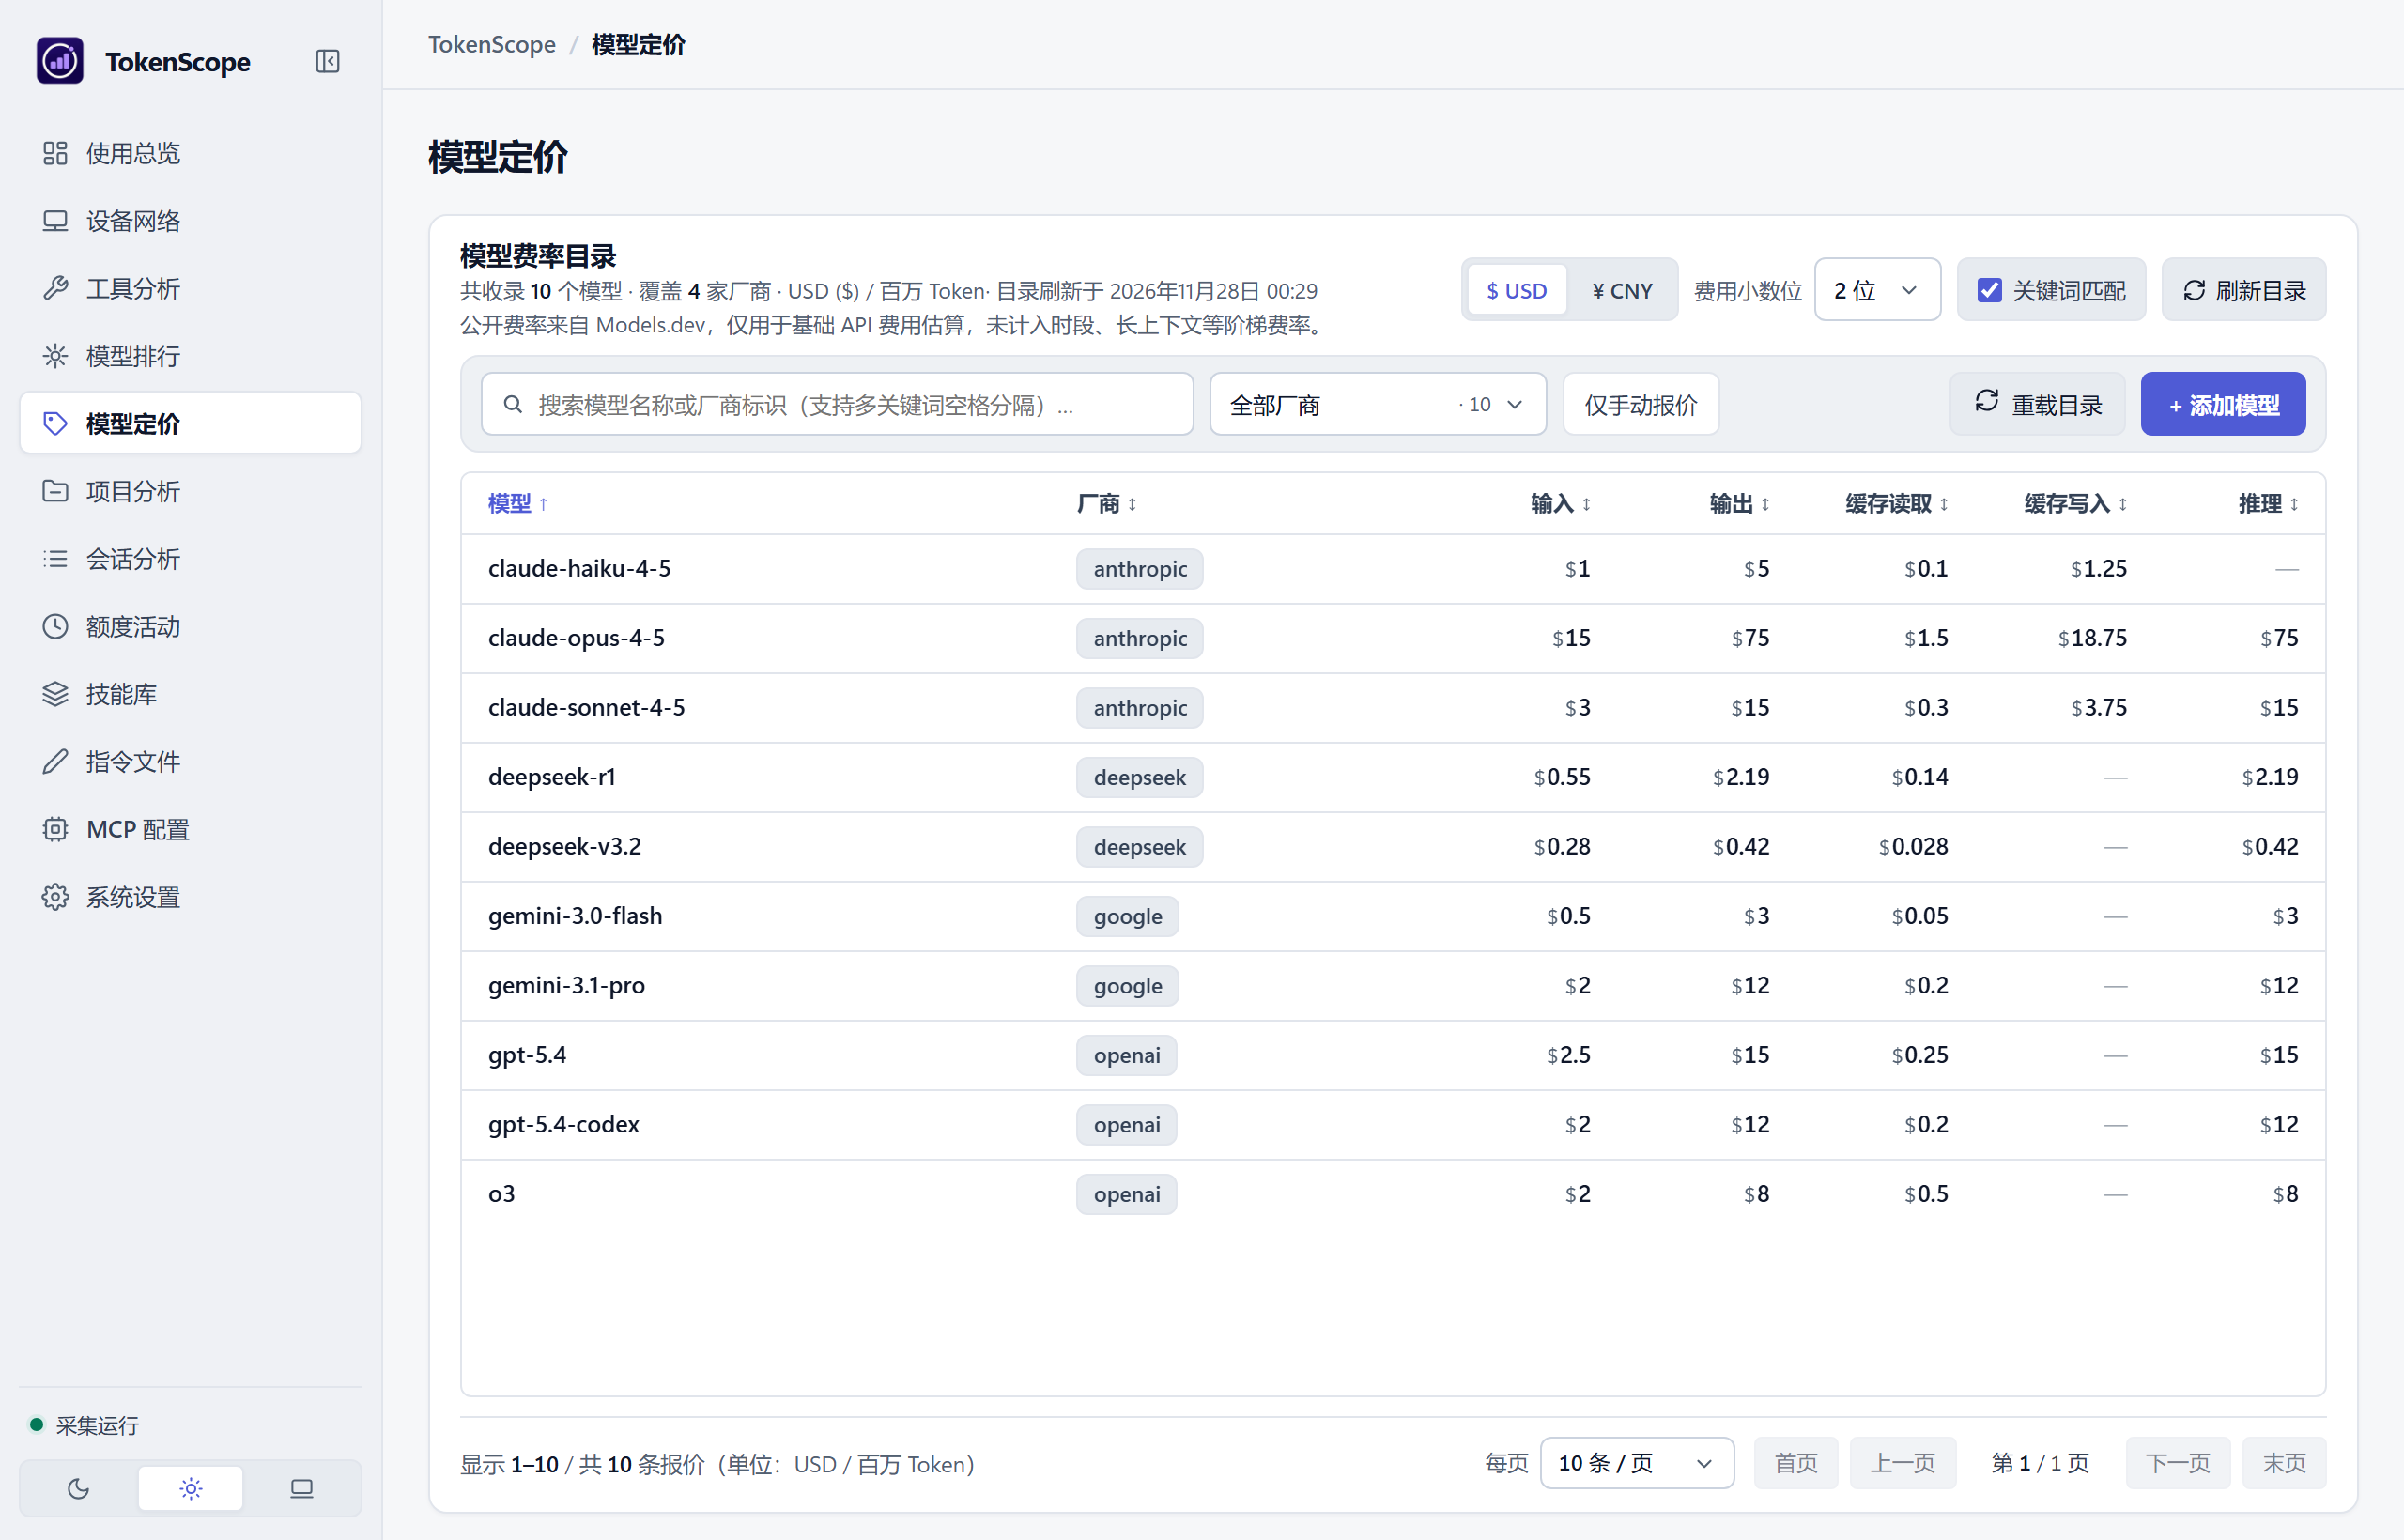 TokenScope
使用总览
设备网络
工具分析
模型排行
模型定价
项目分析
会话分析
额度活动
技能库
指令文件
MCP 配置
系统设置
采集运行
TokenScope / 模型定价
模型定价
模型费率目录
共收录 10 个模型 · 覆盖 4 家厂商 · USD ($) / 百万 Token· 目录刷新于 2026年11月28日 00:29
公开费率来自 Models.dev，仅用于基础 API 费用估算，未计入时段、长上下文等阶梯费率。
$ USD ¥ CNY 费用小数位 2 位 关键词匹配 刷新目录
搜索模型名称或厂商标识（支持多关键词空格分隔）... 全部厂商 · 10 仅手动报价 重载目录 + 添加模型
模型 ↑ 厂商 ↕ 输入 ↕ 输出 ↕ 缓存读取 ↕ 缓存写入 ↕ 推理 ↕
claude-haiku-4-5 anthropic $1 $5 $0.1 $1.25 —
claude-opus-4-5 anthropic $15 $75 $1.5 $18.75 $75
claude-sonnet-4-5 anthropic $3 $15 $0.3 $3.75 $15
deepseek-r1 deepseek $0.55 $2.19 $0.14 — $2.19
deepseek-v3.2 deepseek $0.28 $0.42 $0.028 — $0.42
gemini-3.0-flash google $0.5 $3 $0.05 — $3
gemini-3.1-pro google $2 $12 $0.2 — $12
gpt-5.4 openai $2.5 $15 $0.25 — $15
gpt-5.4-codex openai $2 $12 $0.2 — $12
o3 openai $2 $8 $0.5 — $8
显示 1–10 / 共 10 条报价（单位：USD / 百万 Token） 每页 10 条 / 页 首页 上一页 第 1 / 1 页 下一页 末页